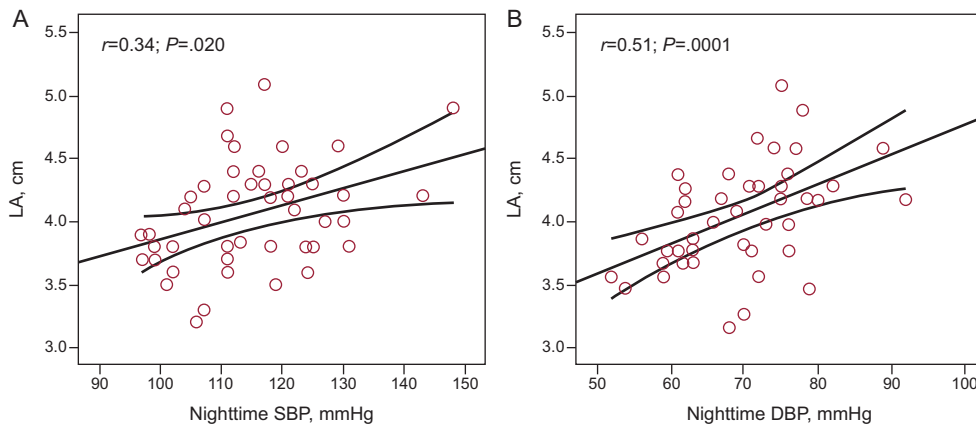 A
r=0.34; P=.020
LA, cm
5.5
5.0
4.5
4.0
3.5
3.0
90 100 110 120 130 140 150
Nighttime SBP, mmHg
B
r=0.51; P=.0001
LA, cm
5.5
5.0
4.5
4.0
3.5
3.0
50 60 70 80 90 100
Nighttime DBP, mmHg